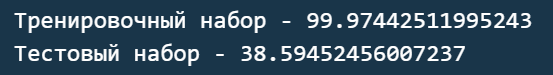 Тренировочный набор - 99.97442511995243
Тестовый набор - 38.59452456007237